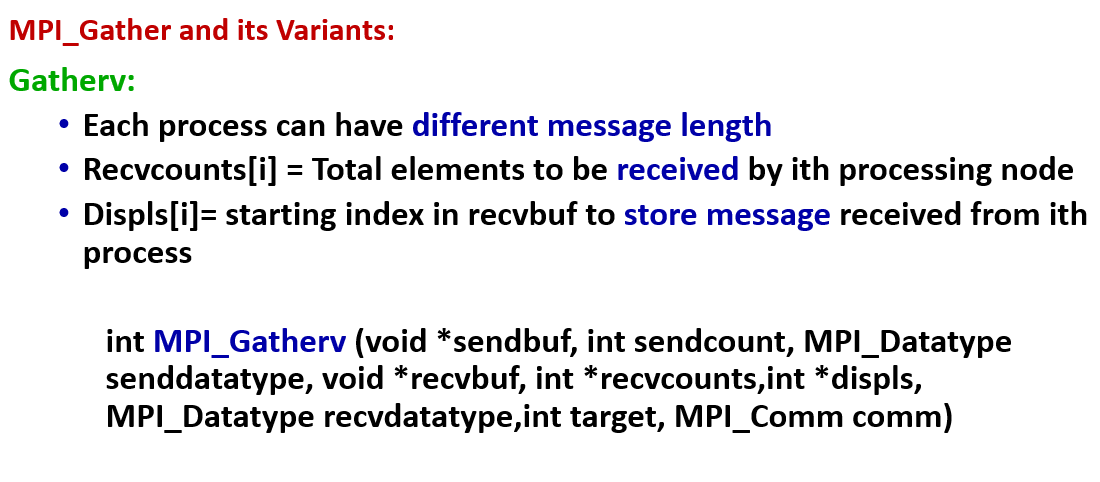 MPI_Gather and its Variants:
Gatherv:
• Each process can have different message length
• Recvcounts[i] = Total elements to be received by ith processing node
• Displs[i]= starting index in recvbuf to store message received from ith
process
int MPI_Gatherv (void *sendbuf, int sendcount, MPI_Datatype
senddatatype, void *recvbuf, int *recvcounts,int *displs,
MPI_Datatype recvdatatype,int target, MPI_Comm comm)